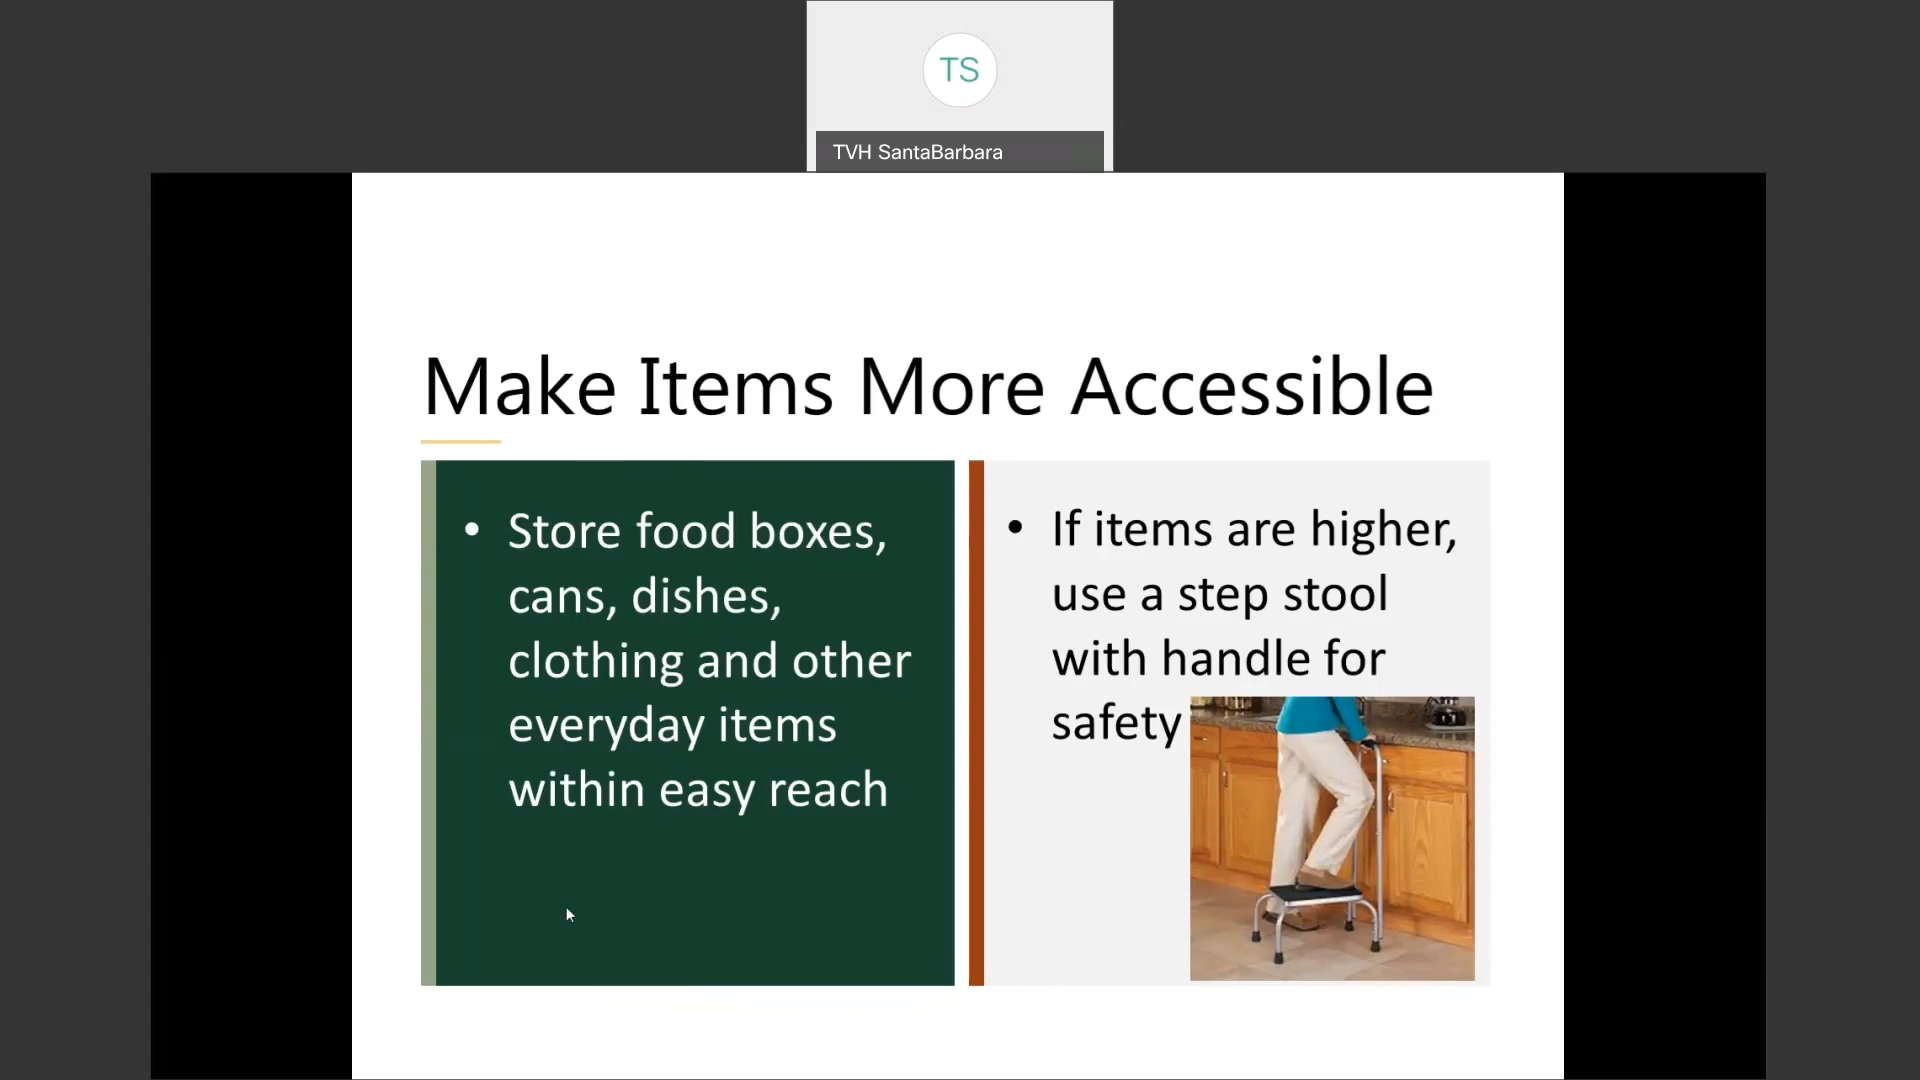 TS
TVH SantaBarbara
Make Items More Accessible
• Store food boxes,
cans, dishes,
clothing and other
everyday items
within easy reach
• If items are higher,
use a step stool
with handle for
safety